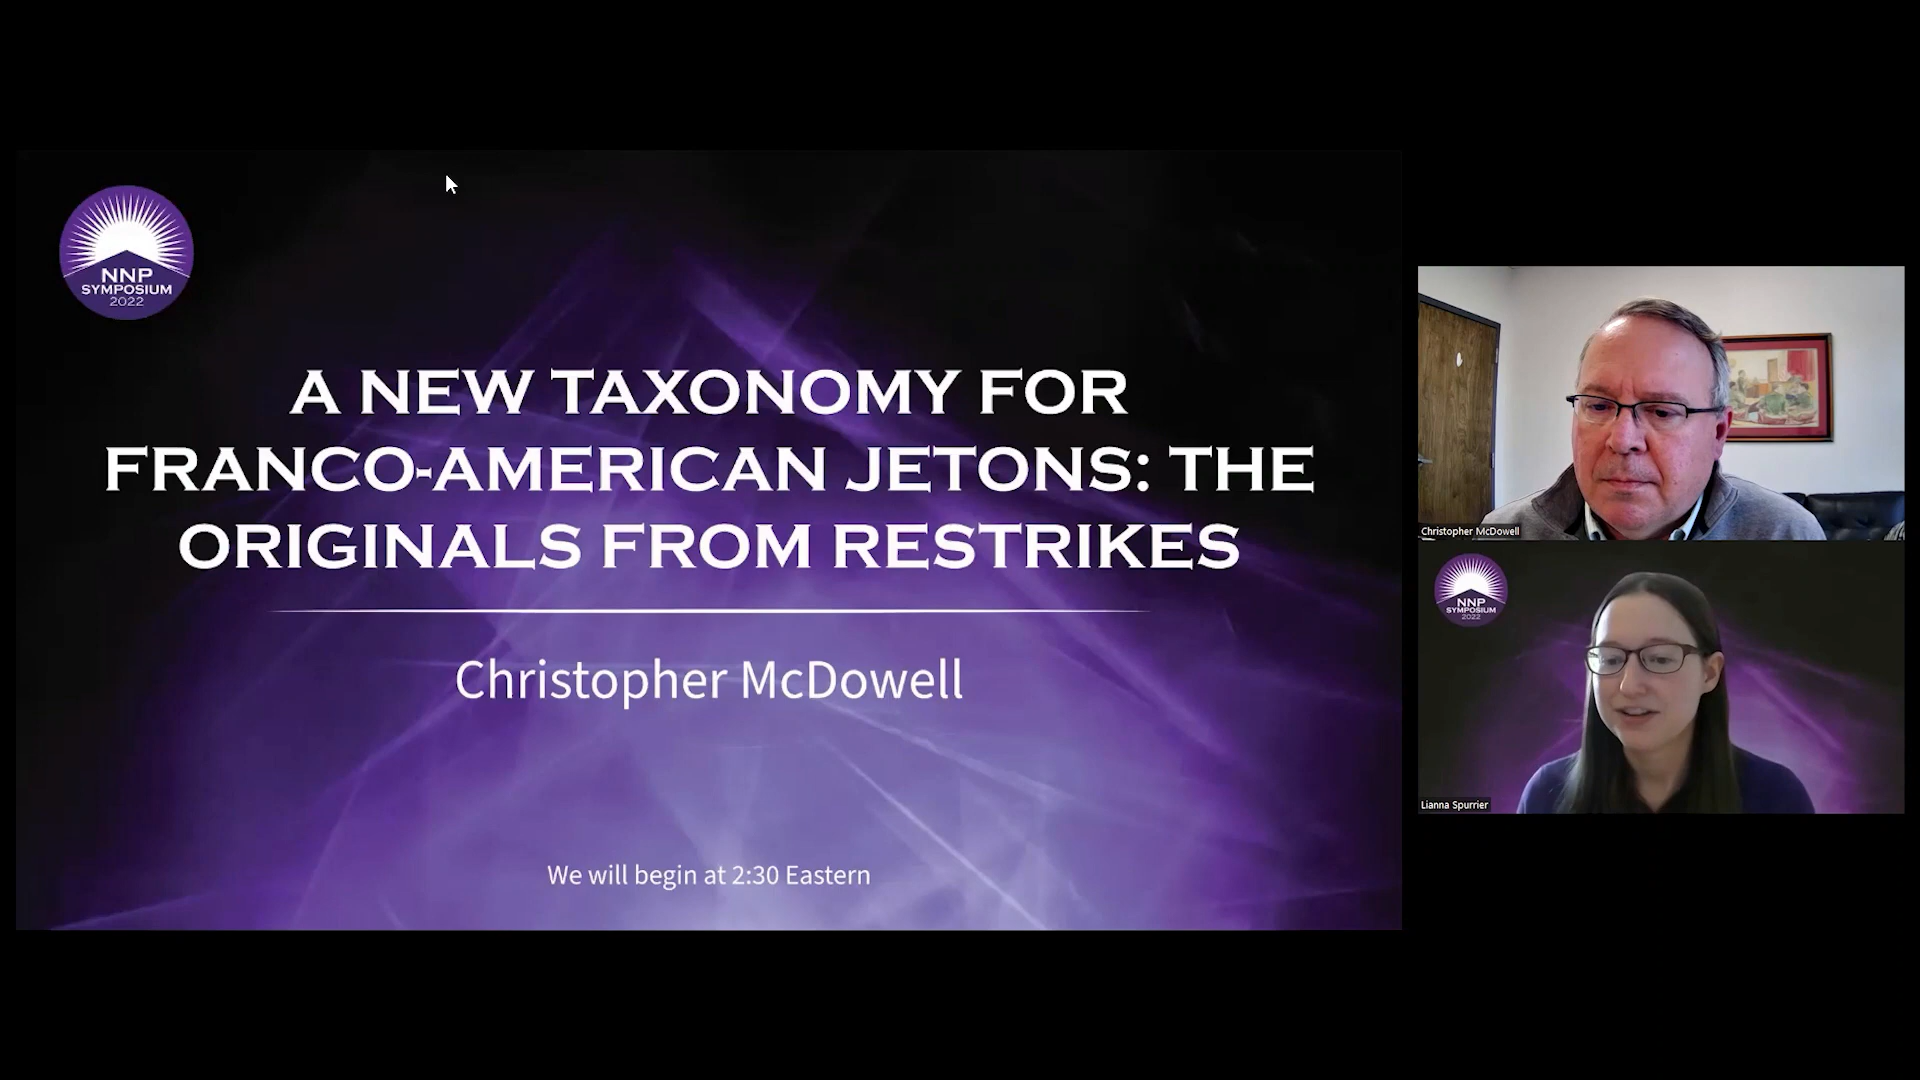 NNP
SYMPOSIUM
2022
A NEW TAXONOMY FOR
FRANCO-AMERICAN JETONS: THE
ORIGINALS FROM RESTRIKES
Christopher McDowell
We will begin at 2:30 Eastern
Christopher McDowell
NNP
SYMPOSIUM
2022
Lianna Spurrier